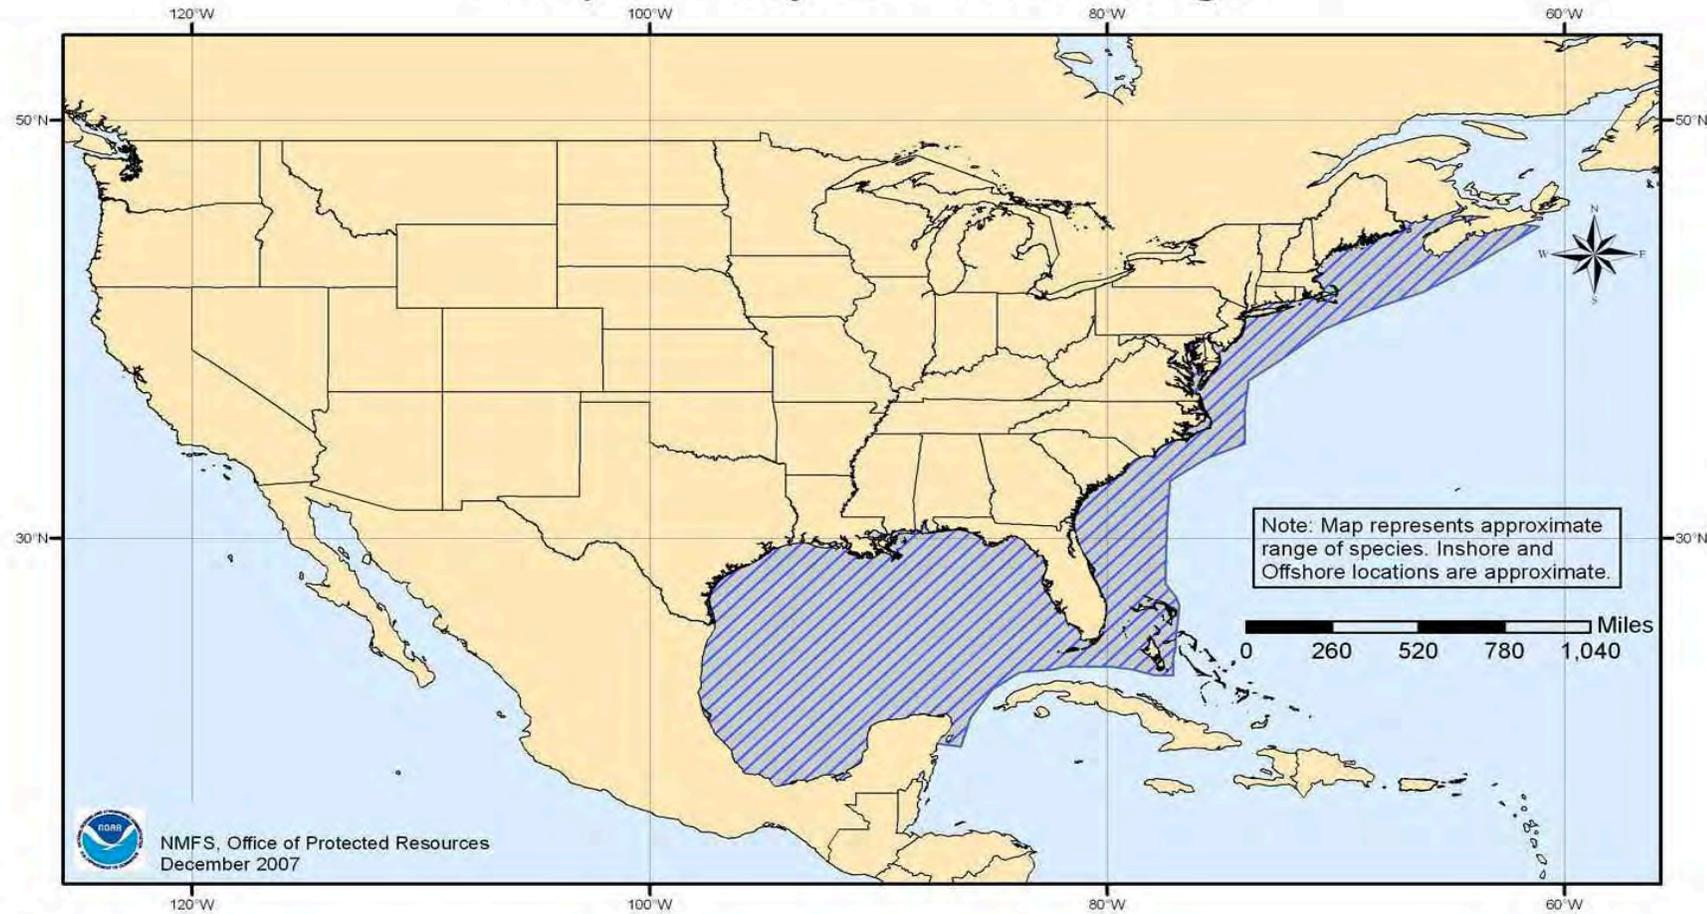 120°W 100°W 80°W 60°W
50°N 50°N
N
W E
S
30°N 30°N
Note: Map represents approximate
range of species. Inshore and
Offshore locations are approximate.
Miles
0 260 520 780 1,040
NOAA
NMFS, Office of Protected Resources
December 2007
120°W 100°W 80°W 60°W